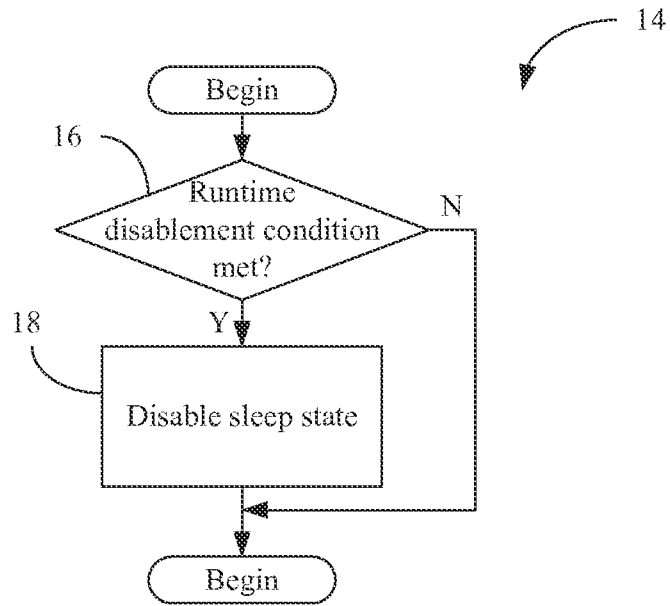 14
Begin
16
Runtime
disablement condition
met?
N
Y
18
Disable sleep state
Begin